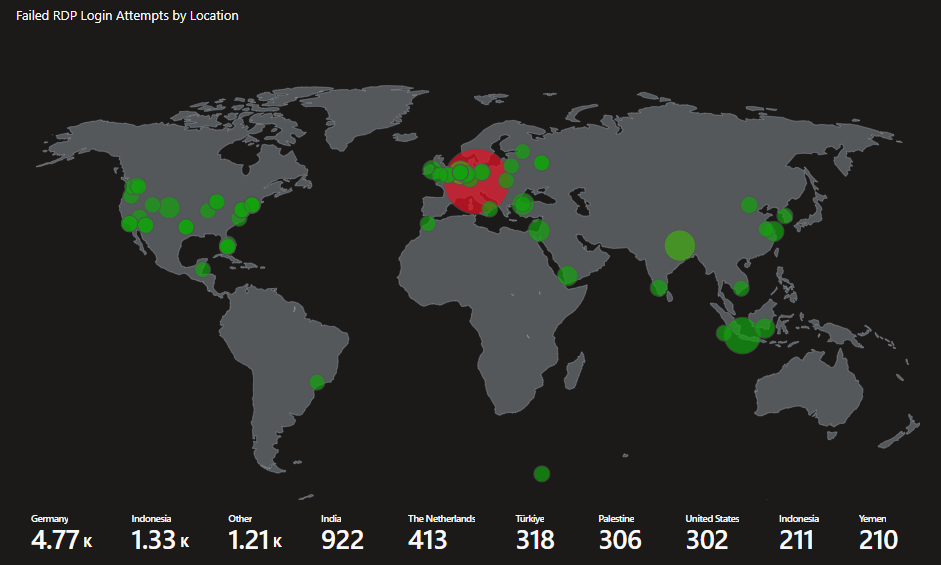 Failed RDP Login Attempts by Location
Germany Indonesia Other India The Netherlands Türkiye Palestine United States Indonesia Yemen
4.77 K 1.33 K 1.21 K 922 413 318 306 302 211 210